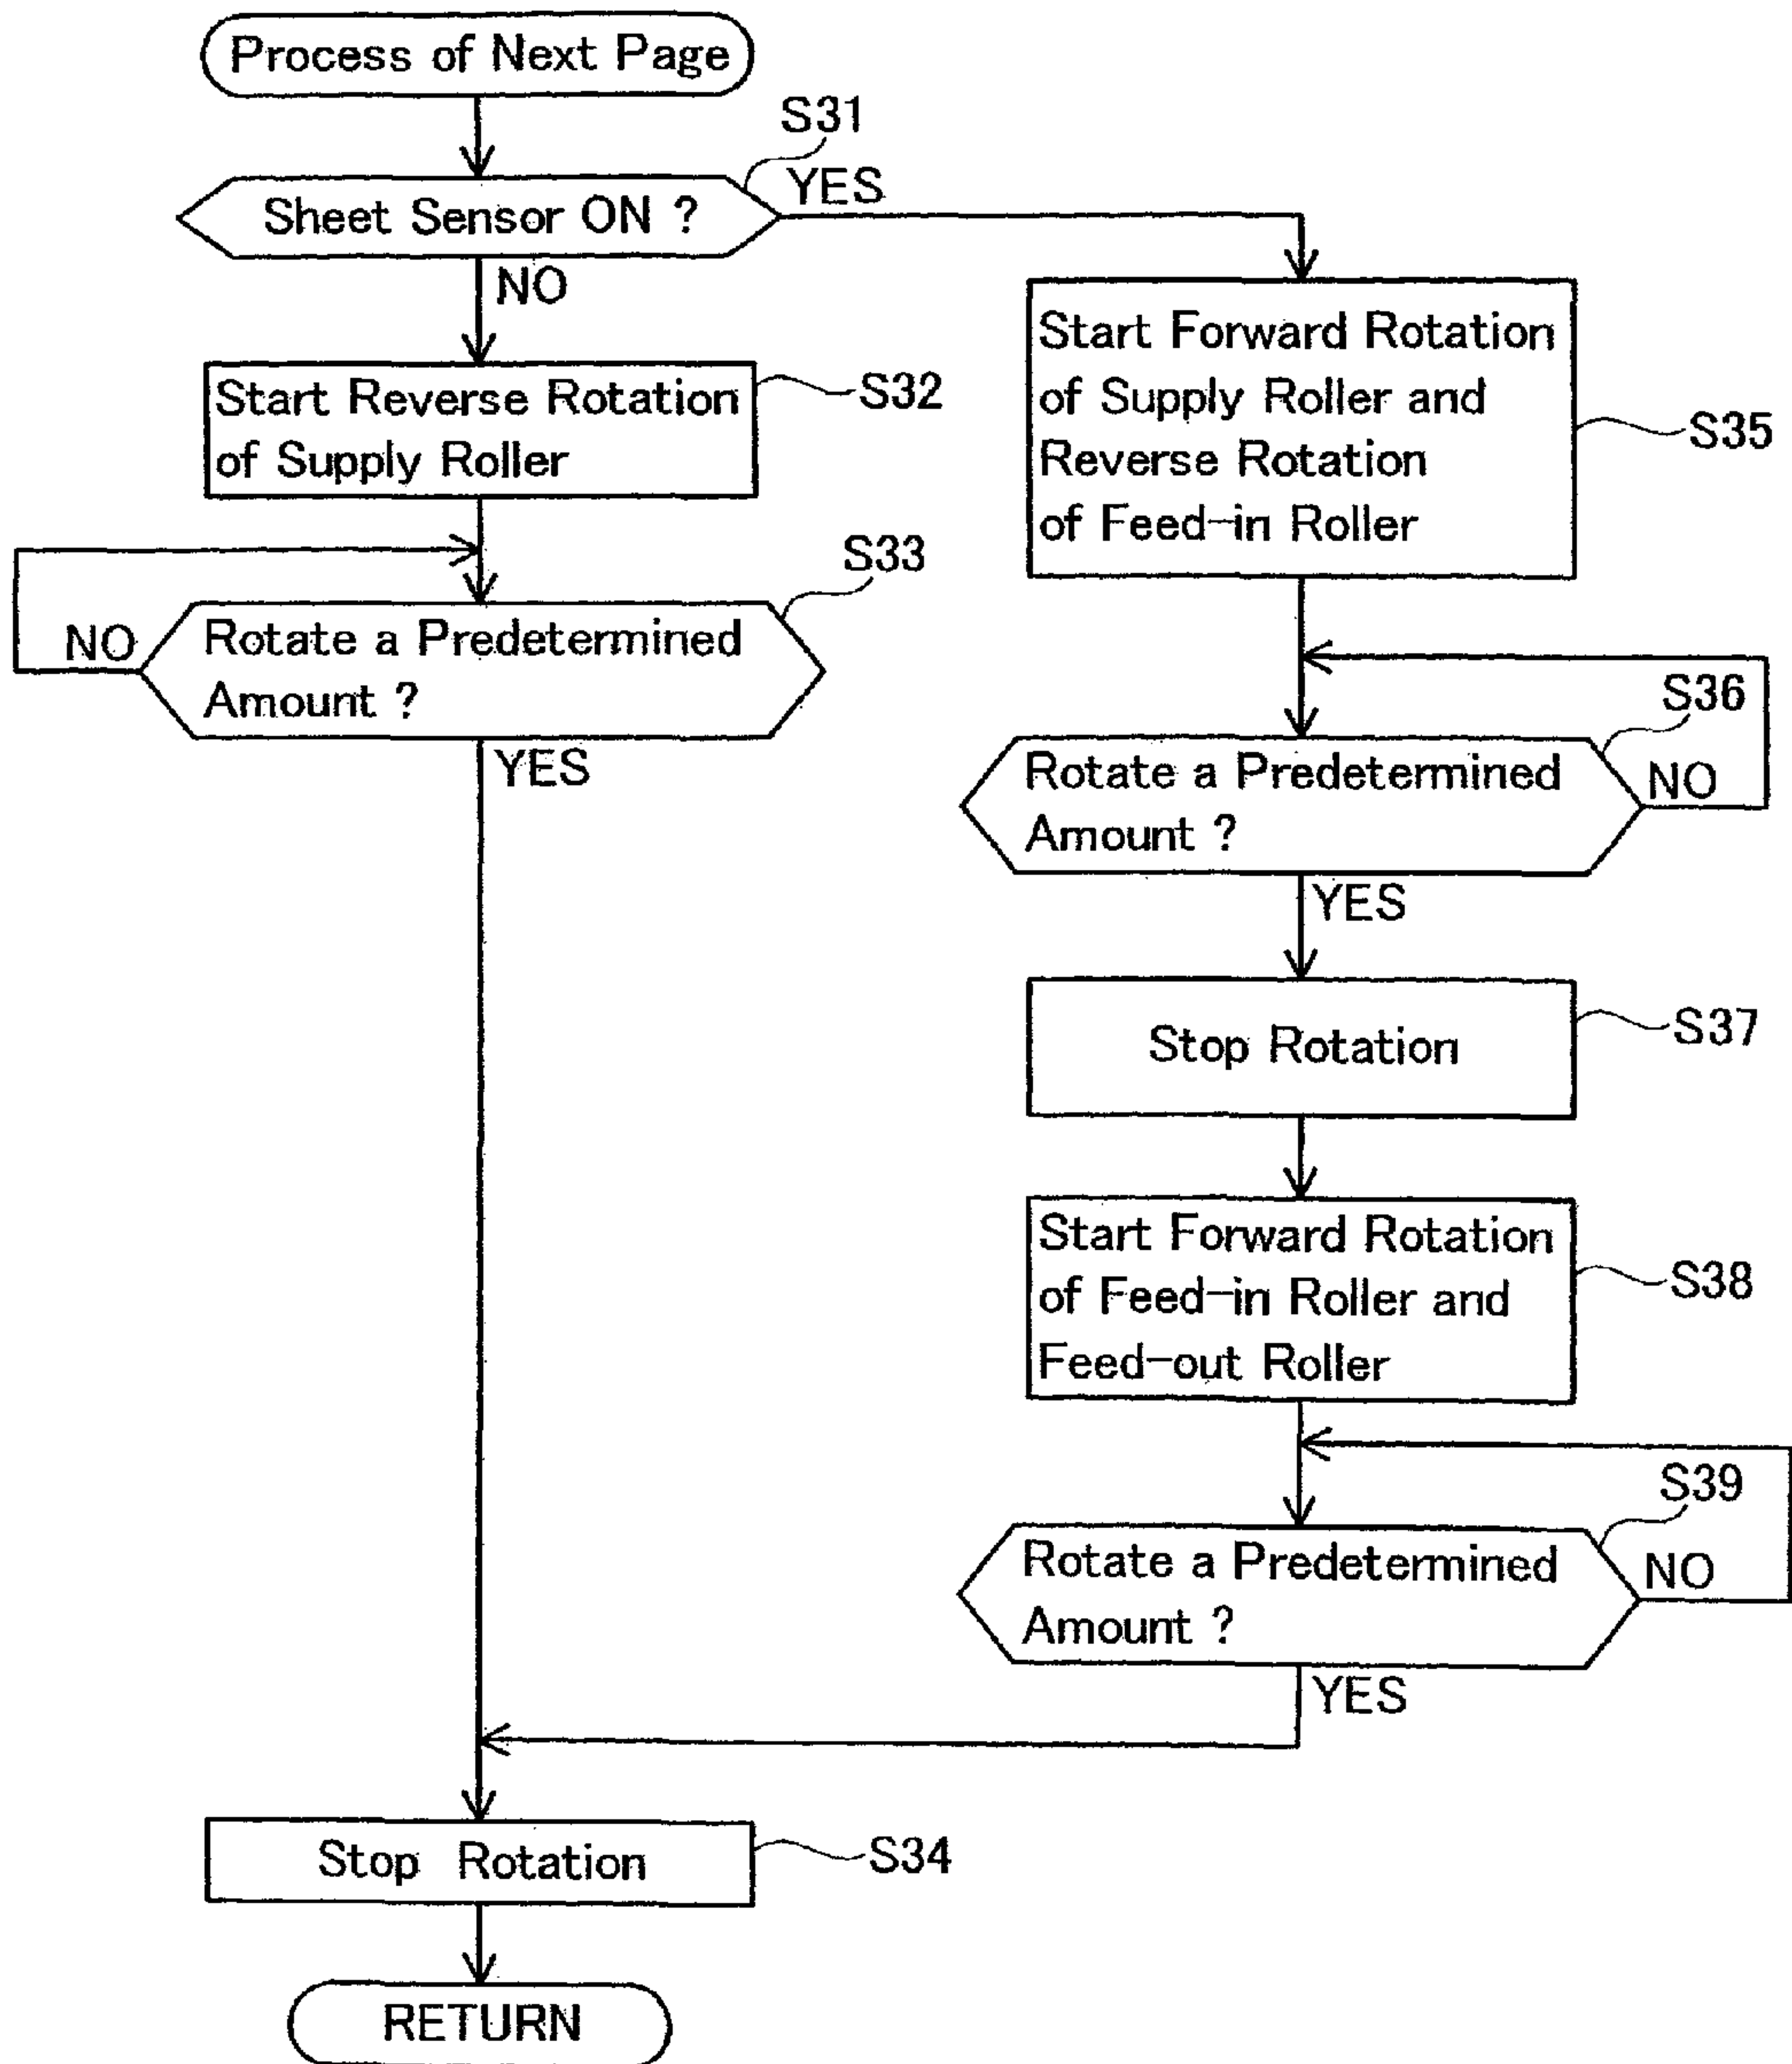 Process of Next Page
S31
Sheet Sensor ON ?
YES
NO
Start Reverse Rotation
of Supply Roller
S32
S33
NO
Rotate a Predetermined
Amount ?
YES
Start Forward Rotation
of Supply Roller and
Reverse Rotation
of Feed-in Roller
S35
S36
Rotate a Predetermined
Amount ?
NO
YES
Stop Rotation
S37
Start Forward Rotation
of Feed-in Roller and
Feed-out Roller
S38
S39
Rotate a Predetermined
Amount ?
NO
YES
Stop Rotation
S34
RETURN